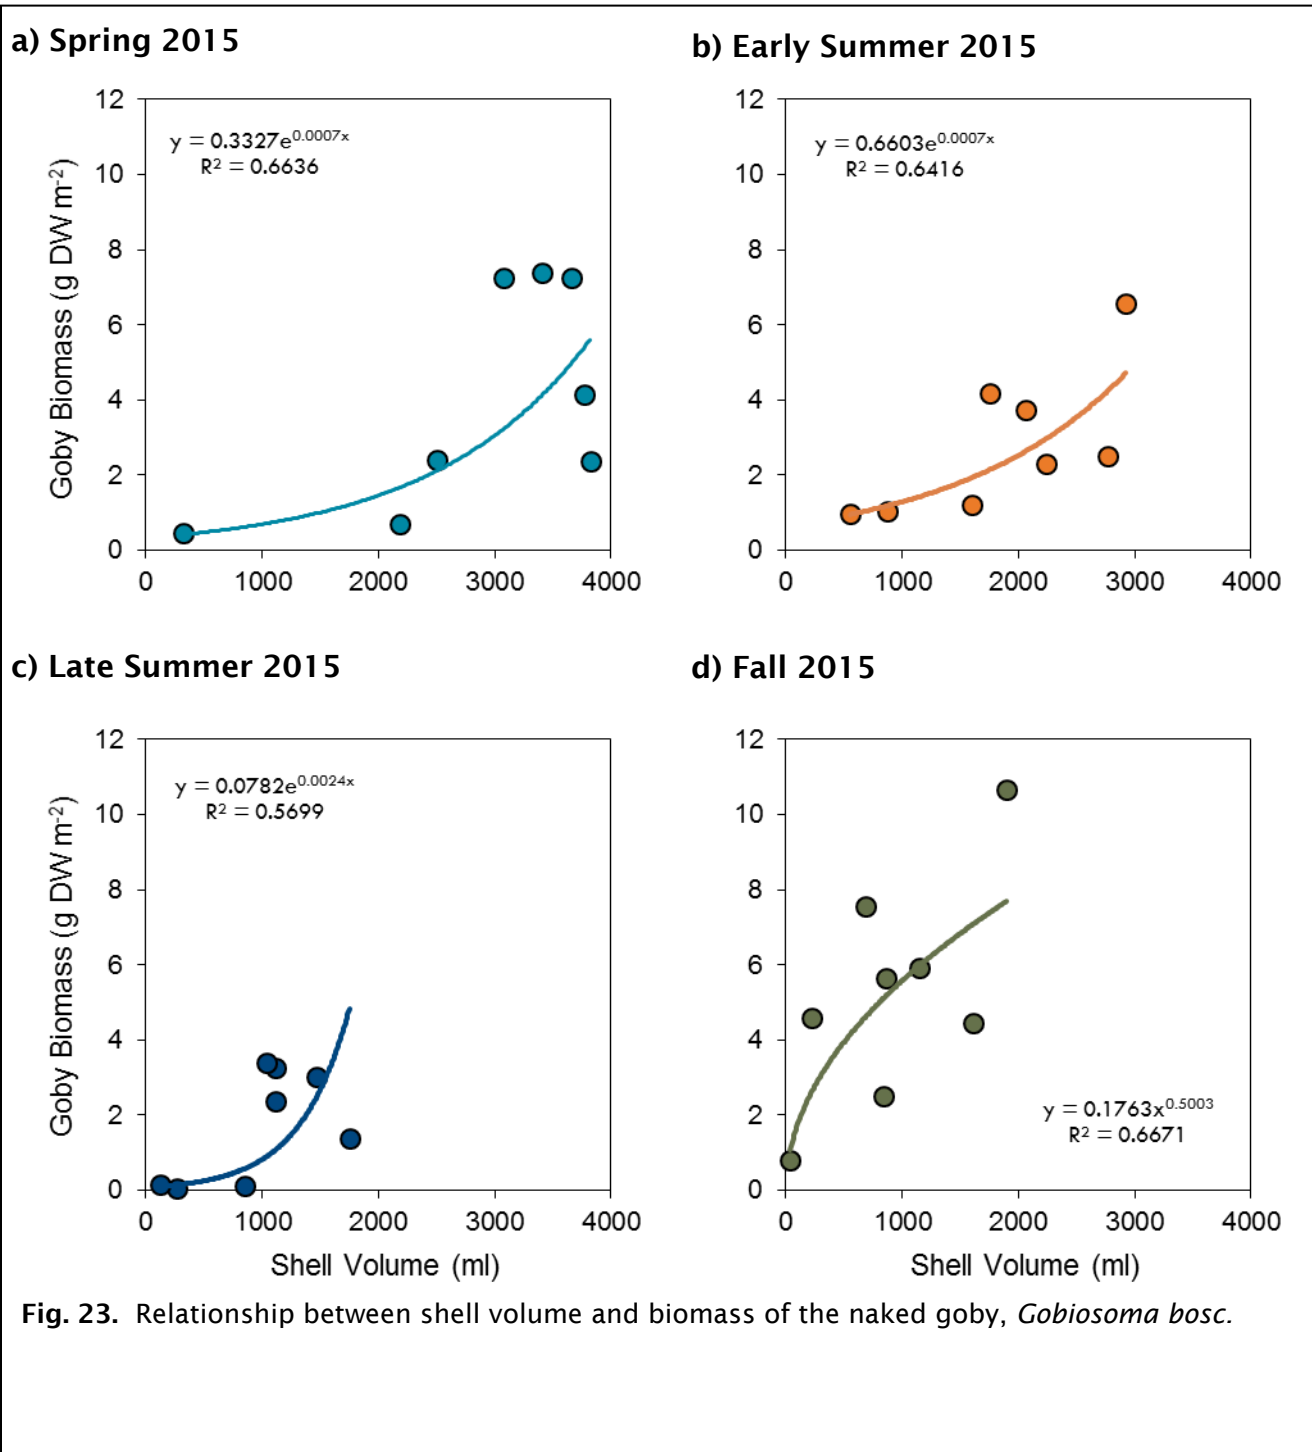 a) Spring 2015
12
10
8
6
4
2
0
0 1000 2000 3000 4000
Goby Biomass (g DW m⁻²)
y = 0.3327e^0.0007x
R² = 0.6636
b) Early Summer 2015
12
10
8
6
4
2
0
0 1000 2000 3000 4000
y = 0.6603e^0.0007x
R² = 0.6416
c) Late Summer 2015
12
10
8
6
4
2
0
0 1000 2000 3000 4000
Goby Biomass (g DW m⁻²)
Shell Volume (ml)
y = 0.0782e^0.0024x
R² = 0.5699
d) Fall 2015
12
10
8
6
4
2
0
0 1000 2000 3000 4000
Shell Volume (ml)
y = 0.1763x^0.5003
R² = 0.6671
Fig. 23. Relationship between shell volume and biomass of the naked goby, Gobiosoma bosc.